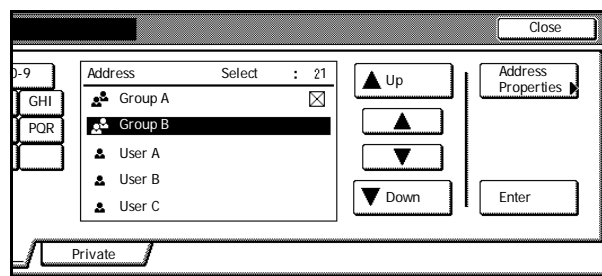 Close
0-9
GHI
PQR
Address Select : 21
Group A
Group B
User A
User B
User C
Up
Down
Address
Properties
Enter
Private